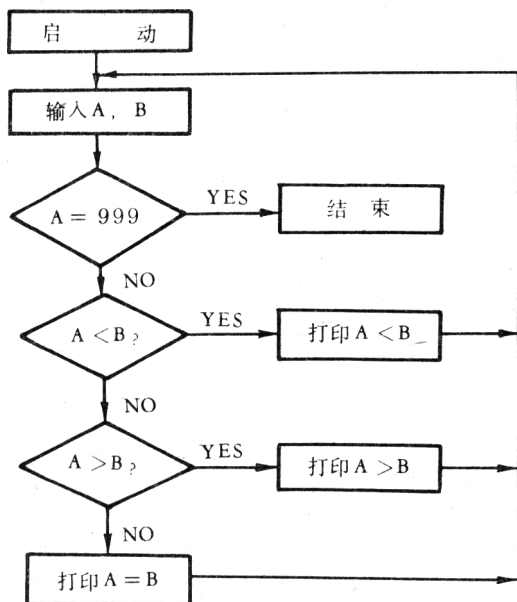 启 动
输入A, B
A = 999
YES
结 束
NO
A < B?
YES
打印A < B
NO
A > B?
YES
打印A > B
NO
打印A = B